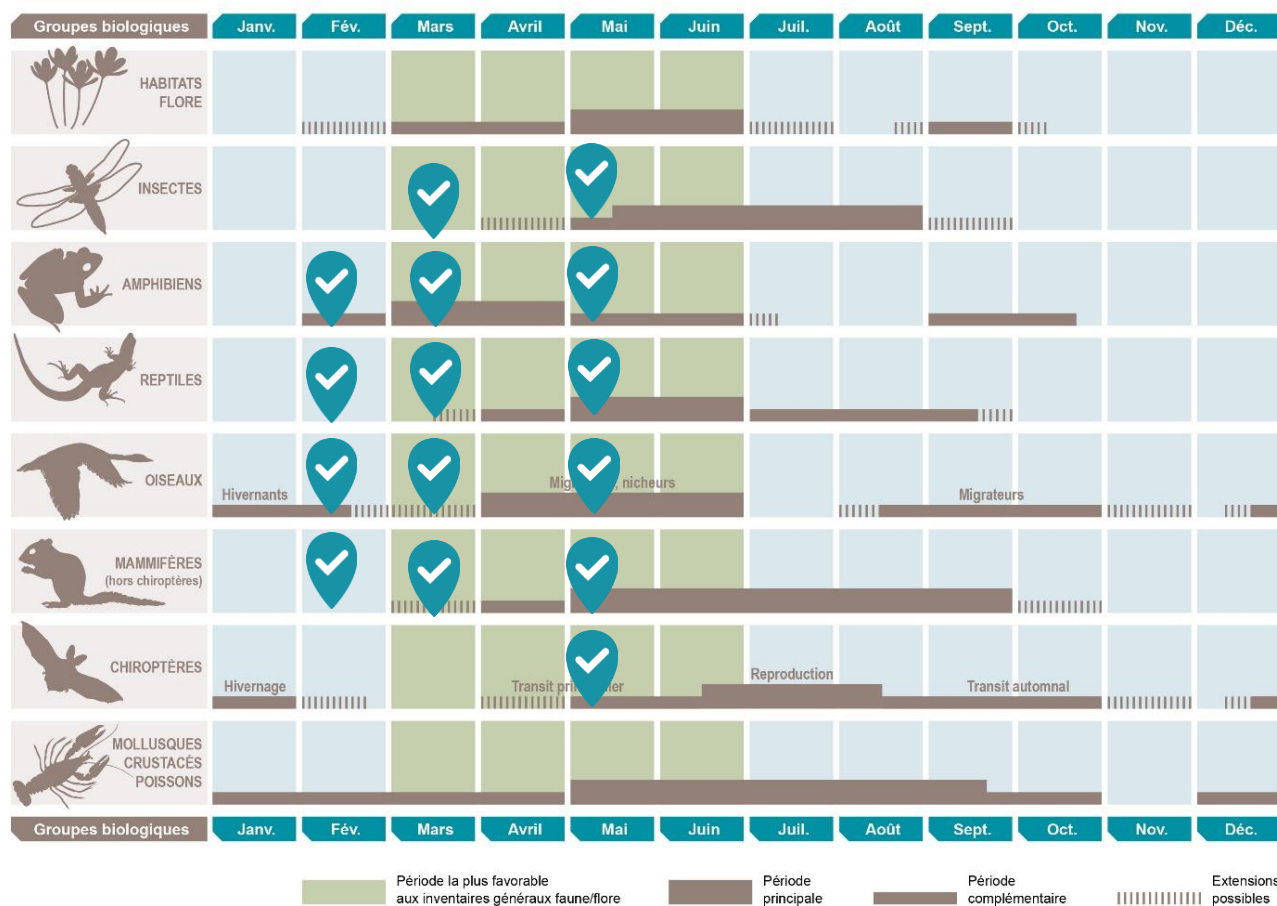 Groupes biologiques Janv. Fév. Mars Avril Mai Juin Juil. Août Sept. Oct. Nov. Déc.
HABITATS
FLORE
INSECTES
AMPHIBIENS
REPTILES
OISEAUX
Hivernants
nicheurs
Migrateurs
MAMMIFÈRES
(hors chiroptères)
CHIROPTÈRES
Hivernage
Transit
Reproduction
Transit automnal
MOLLUSQUES
CRUSTACÉS
POISSONS
Groupes biologiques Janv. Fév. Mars Avril Mai Juin Juil. Août Sept. Oct. Nov. Déc.
Période la plus favorable
aux inventaires généraux faune/flore
Période
principale
Période
complémentaire
Extensions
possibles